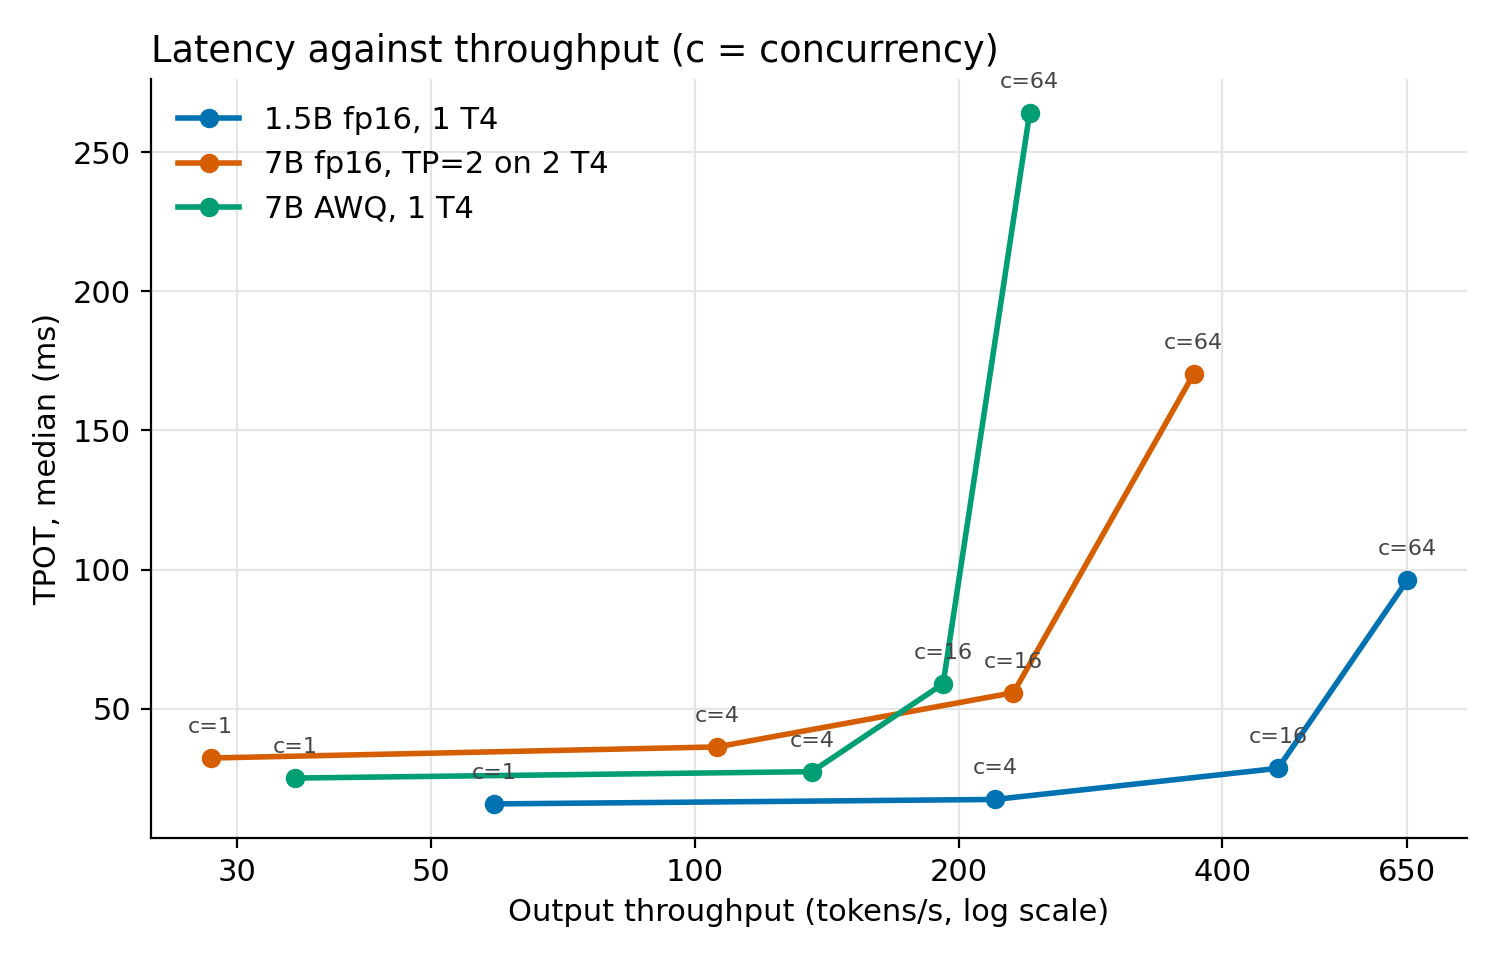 Latency against throughput (c = concurrency)
1.5B fp16, 1 T4
7B fp16, TP=2 on 2 T4
7B AWQ, 1 T4
c=64
c=64
c=64
c=16
c=16
c=16
c=1
c=1
c=1
c=4
c=4
c=4
250
200
150
100
50
TPOT, median (ms)
30
50
100
200
400
650
Output throughput (tokens/s, log scale)